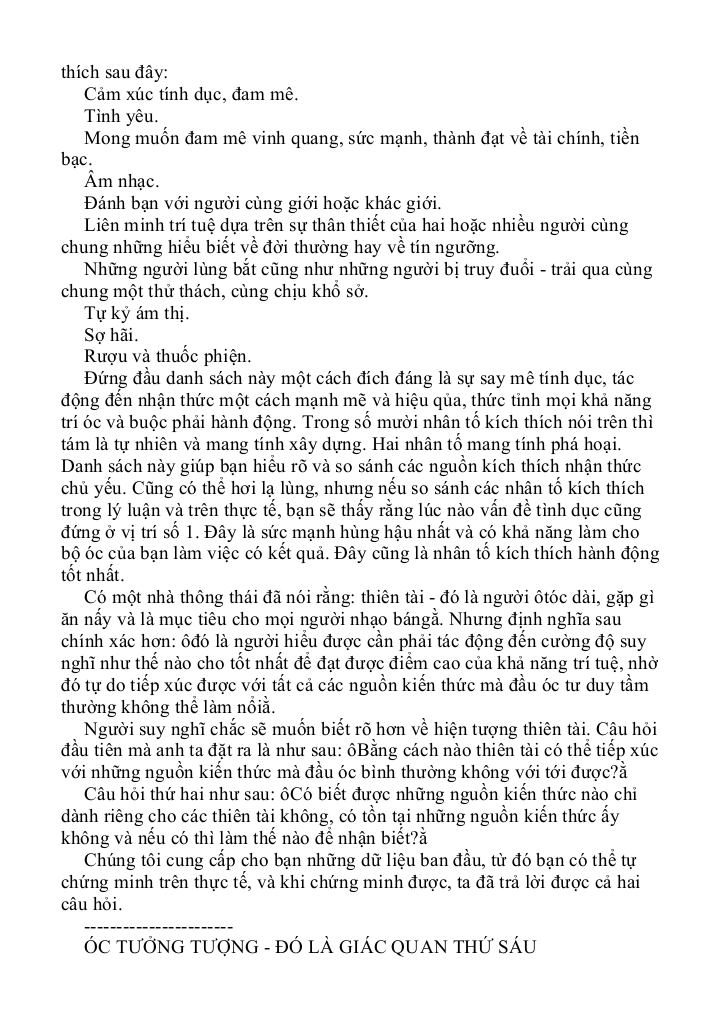 thích sau đây:
Cảm xúc tính dục, đam mê.
Tình yêu.
Mong muốn đam mê vinh quang, sức mạnh, thành đạt về tài chính, tiền
bạc.
Âm nhạc.
Đánh bạn với người cùng giới hoặc khác giới.
Liên minh trí tuệ dựa trên sự thân thiết của hai hoặc nhiều người cùng
chung những hiểu biết về đời thường hay về tín ngưỡng.
Những người lùng bắt cũng như những người bị truy đuổi - trải qua cùng
chung một thử thách, cùng chịu khổ sở.
Tự kỷ ám thị.
Sợ hãi.
Rượu và thuốc phiện.
Đứng đầu danh sách này một cách đích đáng là sự say mê tính dục, tác
động đến nhận thức một cách mạnh mẽ và hiệu qủa, thức tỉnh mọi khả năng
trí óc và buộc phải hành động. Trong số mười nhân tố kích thích nói trên thì
tám là tự nhiên và mang tính xây dựng. Hai nhân tố mang tính phá hoại.
Danh sách này giúp bạn hiểu rõ và so sánh các nguồn kích thích nhận thức
chủ yếu. Cũng có thể hơi lạ lùng, nhưng nếu so sánh các nhân tố kích thích
trong lý luận và trên thực tế, bạn sẽ thấy rằng lúc nào vấn đề tình dục cũng
đứng ở vị trí số 1. Đây là sức mạnh hùng hậu nhất và có khả năng làm cho
bộ óc của bạn làm việc có kết quả. Đây cũng là nhân tố kích thích hành động
tốt nhất.
Có một nhà thông thái đã nói rằng: thiên tài - đó là người ôtóc dài, gặp gì
ăn nấy và là mục tiêu cho mọi người nhạo bángằ. Nhưng định nghĩa sau
chính xác hơn: ôđó là người hiểu được cần phải tác động đến cường độ suy
nghĩ như thế nào cho tốt nhất để đạt được điểm cao của khả năng trí tuệ, nhờ
đó tự do tiếp xúc được với tất cả các nguồn kiến thức mà đầu óc tư duy tầm
thường không thể làm nổiằ.
Người suy nghĩ chắc sẽ muốn biết rõ hơn về hiện tượng thiên tài. Câu hỏi
đầu tiên mà anh ta đặt ra là như sau: ôBằng cách nào thiên tài có thể tiếp xúc
với những nguồn kiến thức mà đầu óc bình thường không với tới được?ằ
Câu hỏi thứ hai như sau: ôCó biết được những nguồn kiến thức nào chỉ
dành riêng cho các thiên tài không, có tồn tại những nguồn kiến thức ấy
không và nếu có thì làm thế nào để nhận biết?ằ
Chúng tôi cung cấp cho bạn những dữ liệu ban đầu, từ đó bạn có thể tự
chứng minh trên thực tế, và khi chứng minh được, ta đã trả lời được cả hai
câu hỏi.
-----------------------
ÓC TƯỞNG TƯỢNG - ĐÓ LÀ GIÁC QUAN THỨ SÁU